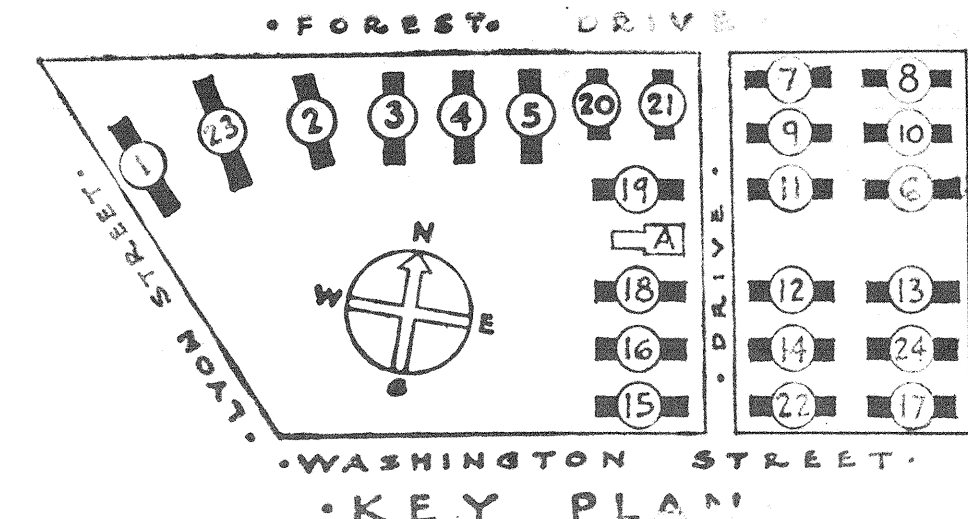 • FOREST • DRIVE
7 8
1 23 2 3 4 5 20 21
9 10
19 11 6
A
N
W E
18 12 13
16 14 24
15 22 17
• LYON STREET •
• DRIVE •
• WASHINGTON STREET •
• KEY PLAN